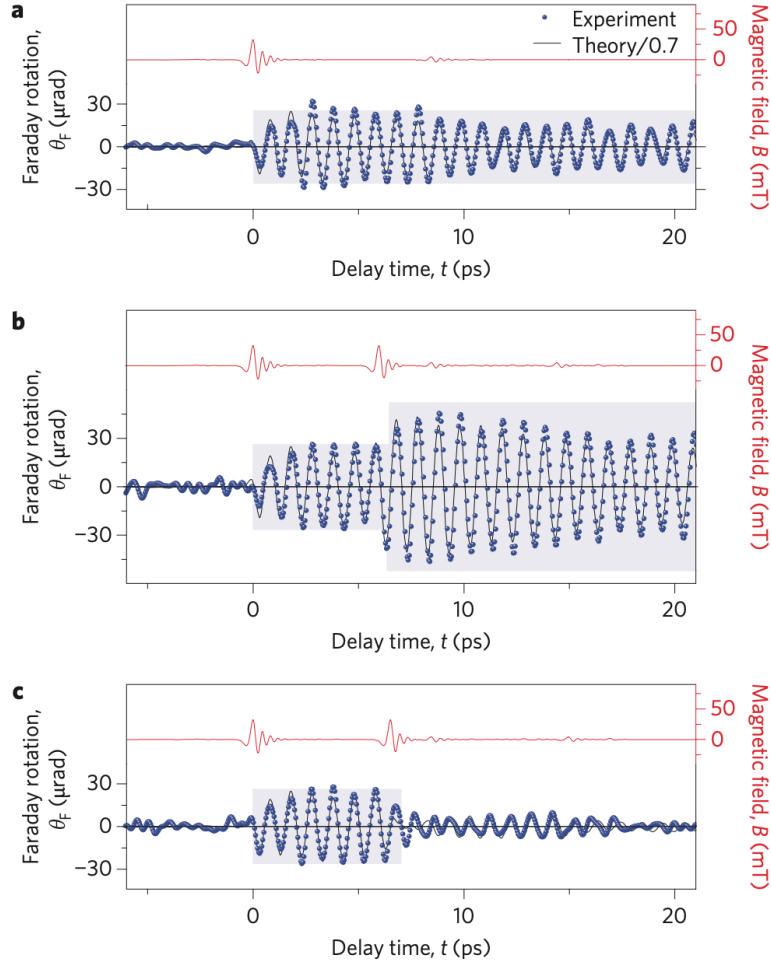 a
Experiment
Theory/0.7
50
0
Magnetic field, B (mT)
Faraday rotation,
θF (μrad)
30
0
−30
0
10
20
Delay time, t (ps)
b
50
0
Magnetic field, B (mT)
Faraday rotation,
θF (μrad)
30
0
−30
0
10
20
Delay time, t (ps)
c
50
0
Magnetic field, B (mT)
Faraday rotation,
θF (μrad)
30
0
−30
0
10
20
Delay time, t (ps)